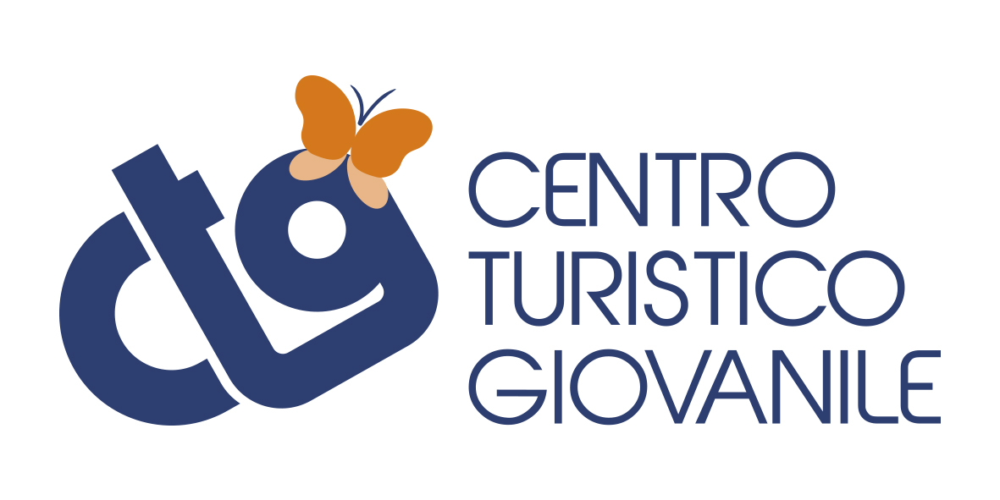 ctg
CENTRO
TURISTICO
GIOVANILE